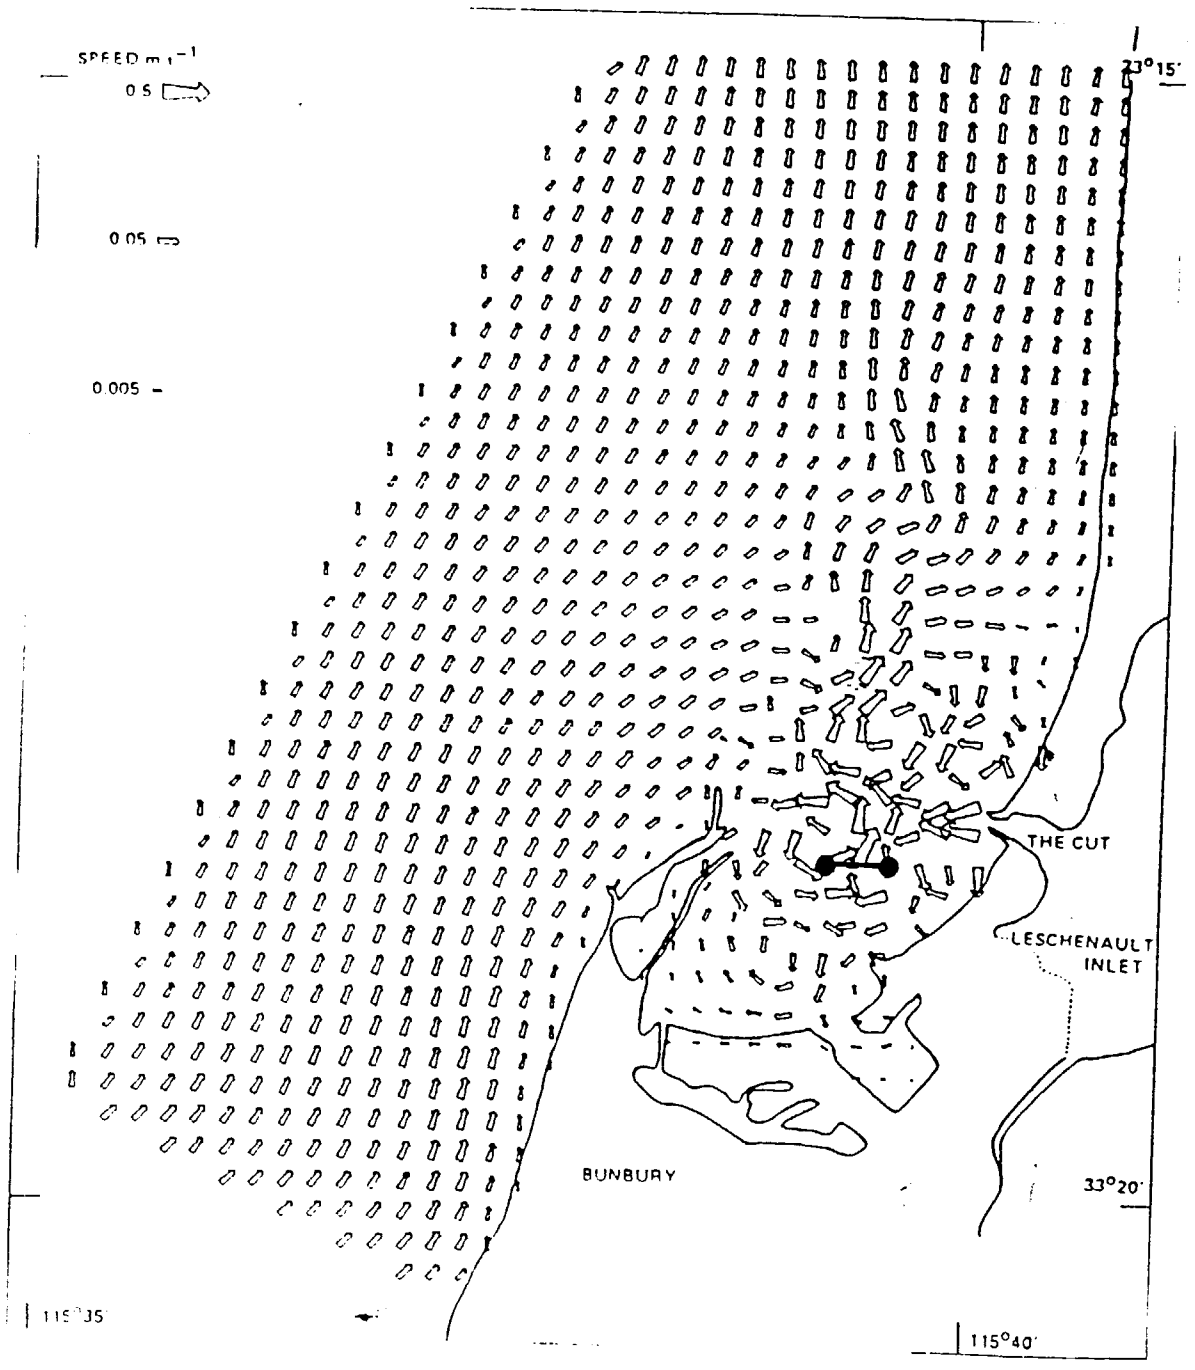 SPEED m s⁻¹
0.5
0.05
0.005
33°15'
THE CUT
LESCHENAULT
INLET
BUNBURY
33°20'
115°35'
115°40'